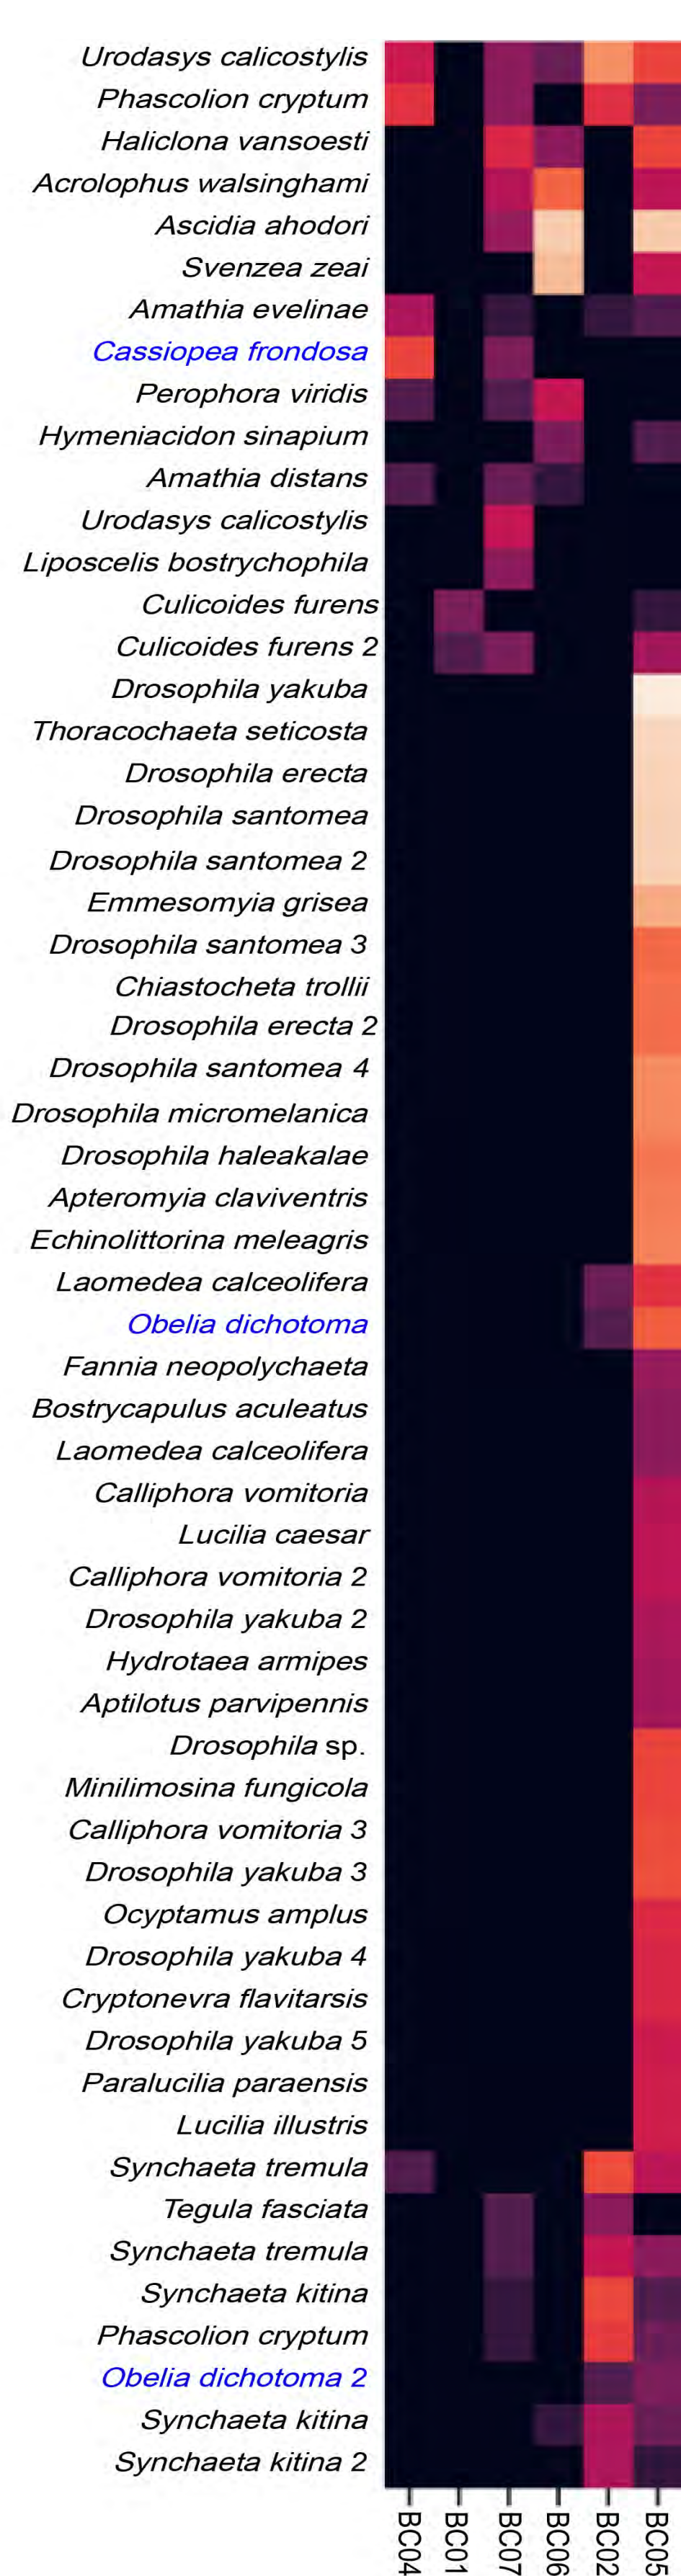 Urodasys calicostylis
Phascolion cryptum
Haliclona vansoesti
Acrolophus walsinghami
Ascidia ahodori
Svenzea zeai
Amathia evelinae
Cassiopea frondosa
Perophora viridis
Hymeniacidon sinapium
Amathia distans
Urodasys calicostylis
Liposcelis bostrychophila
Culicoides furens
Culicoides furens 2
Drosophila yakuba
Thoracochaeta seticosta
Drosophila erecta
Drosophila santomea
Drosophila santomea 2
Emmesomyia grisea
Drosophila santomea 3
Chiastocheta trollii
Drosophila erecta 2
Drosophila santomea 4
Drosophila micromelanica
Drosophila haleakalae
Apteromyia claviventris
Echinolittorina meleagris
Laomedea calceolifera
Obelia dichotoma
Fannia neopolychaeta
Bostrycapulus aculeatus
Laomedea calceolifera
Calliphora vomitoria
Lucilia caesar
Calliphora vomitoria 2
Drosophila yakuba 2
Hydrotaea armipes
Aptilotus parvipennis
Drosophila sp.
Minilimosina fungicola
Calliphora vomitoria 3
Drosophila yakuba 3
Ocyptamus amplus
Drosophila yakuba 4
Cryptonevra flavitarsis
Drosophila yakuba 5
Paralucilia paraensis
Lucilia illustris
Synchaeta tremula
Tegula fasciata
Synchaeta tremula
Synchaeta kitina
Phascolion cryptum
Obelia dichotoma 2
Synchaeta kitina
Synchaeta kitina 2
BC04
BC01
BC07
BC06
BC02
BC05